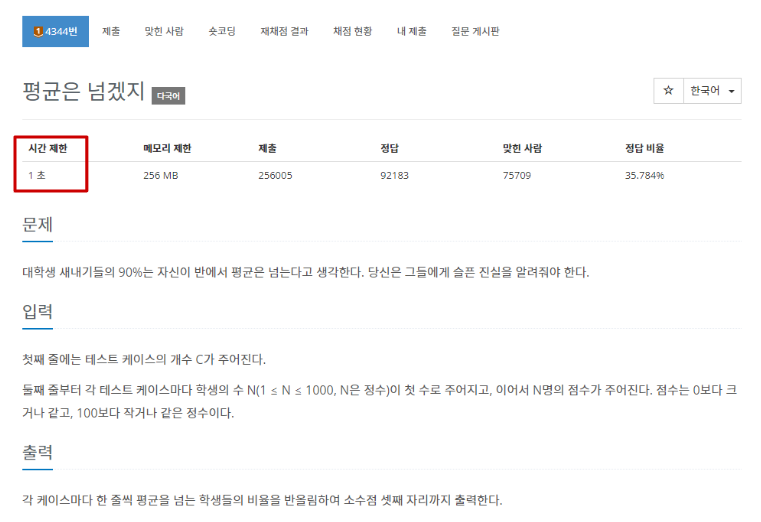 1 4344번 제출 맞힌 사람 숏코딩 재채점 결과 채점 현황 내 제출 질문 게시판
평균은 넘겠지 다국어 ☆ 한국어
시간 제한 메모리 제한 제출 정답 맞힌 사람 정답 비율
1 초 256 MB 256005 92183 75709 35.784%
문제
대학생 새내기들의 90%는 자신이 반에서 평균은 넘는다고 생각한다. 당신은 그들에게 슬픈 진실을 알려줘야 한다.
입력
첫째 줄에는 테스트 케이스의 개수 C가 주어진다.
둘째 줄부터 각 테스트 케이스마다 학생의 수 N(1 ≤ N ≤ 1000, N은 정수)이 첫 수로 주어지고, 이어서 N명의 점수가 주어진다. 점수는 0보다 크
거나 같고, 100보다 작거나 같은 정수이다.
출력
각 케이스마다 한 줄씩 평균을 넘는 학생들의 비율을 반올림하여 소수점 셋째 자리까지 출력한다.